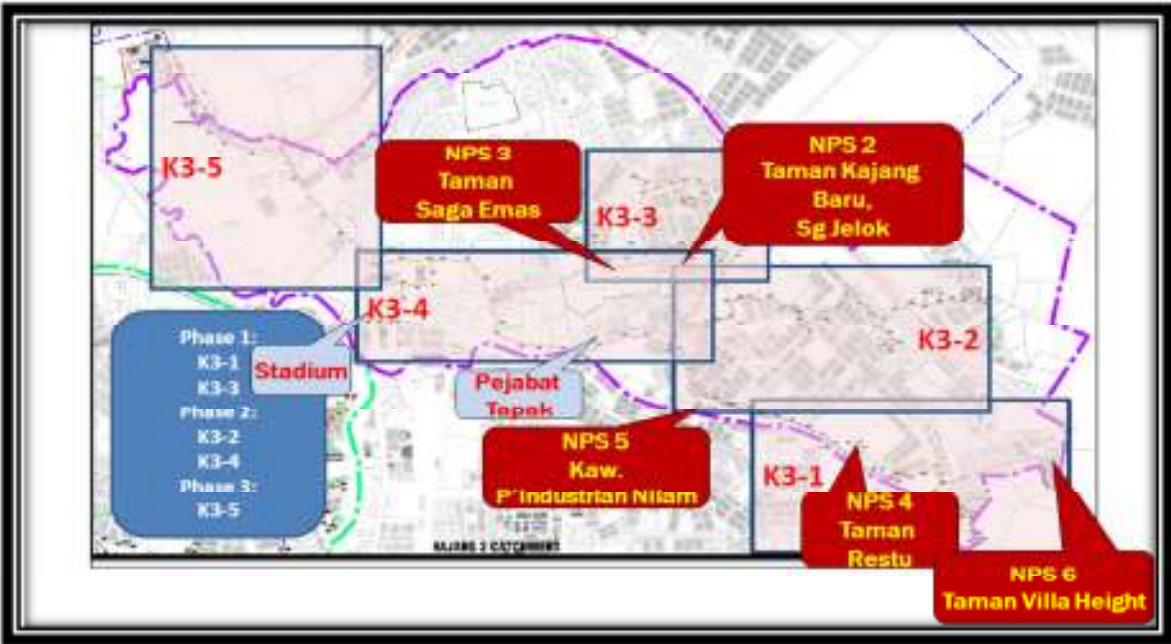 K3-5
NPS 3
Taman
Saga Emas
K3-3
NPS 2
Taman Kajang
Baru,
Sg Jelok
K3-4
K3-2
Phase 1:
K3-1
K3-3
Phase 2:
K3-2
K3-4
Phase 3:
K3-5
Stadium
Pejabat
Tapak
NPS 5
Kaw.
P'Industrian Nilam
K3-1
NPS 4
Taman
Restu
NPS 6
Taman Villa Height
KAJANG 3 CATCHMENT